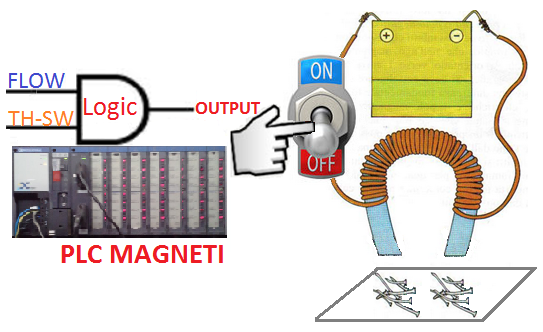 FLOW
TH-SW
Logic
OUTPUT
PLC MAGNETI
ON
OFF
+
−